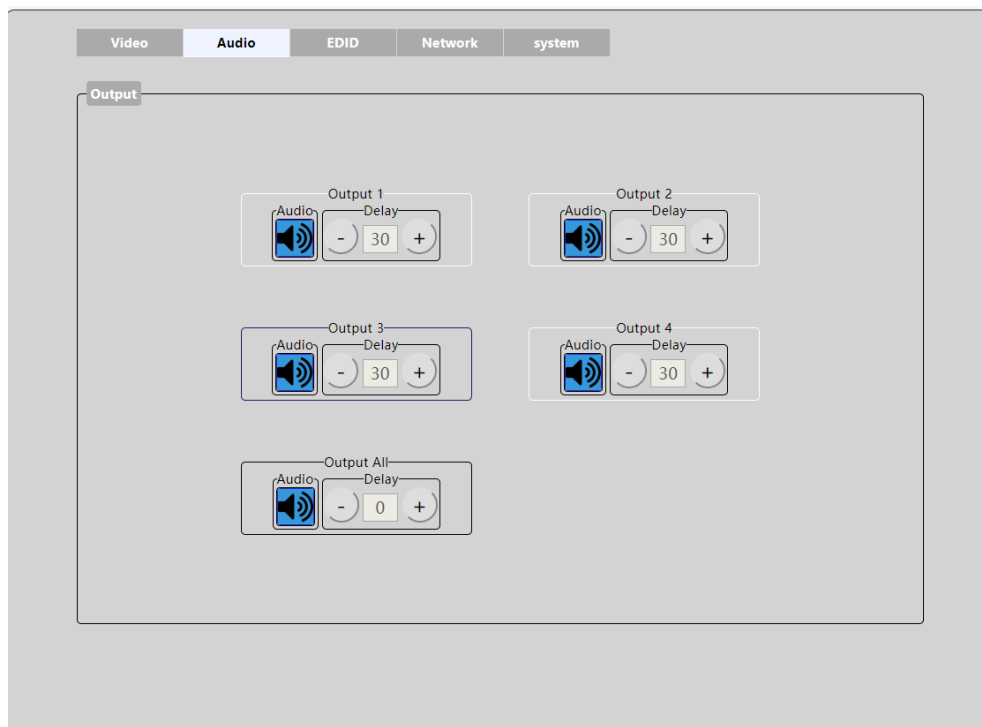 Video Audio EDID Network system
Output
Output 1 Output 2
Audio Delay Audio Delay
- 30 + - 30 +
Output 3 Output 4
Audio Delay Audio Delay
- 30 + - 30 +
Output All
Audio Delay
- 0 +